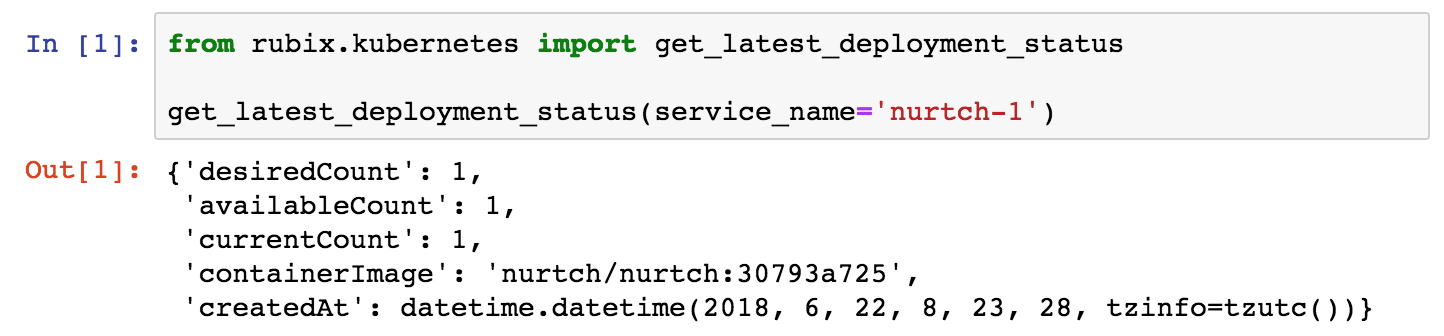 In [1]: from rubix.kubernetes import get_latest_deployment_status
get_latest_deployment_status(service_name='nurtch-1')
Out[1]: {'desiredCount': 1,
'availableCount': 1,
'currentCount': 1,
'containerImage': 'nurtch/nurtch:30793a725',
'createdAt': datetime.datetime(2018, 6, 22, 8, 23, 28, tzinfo=tzutc())}